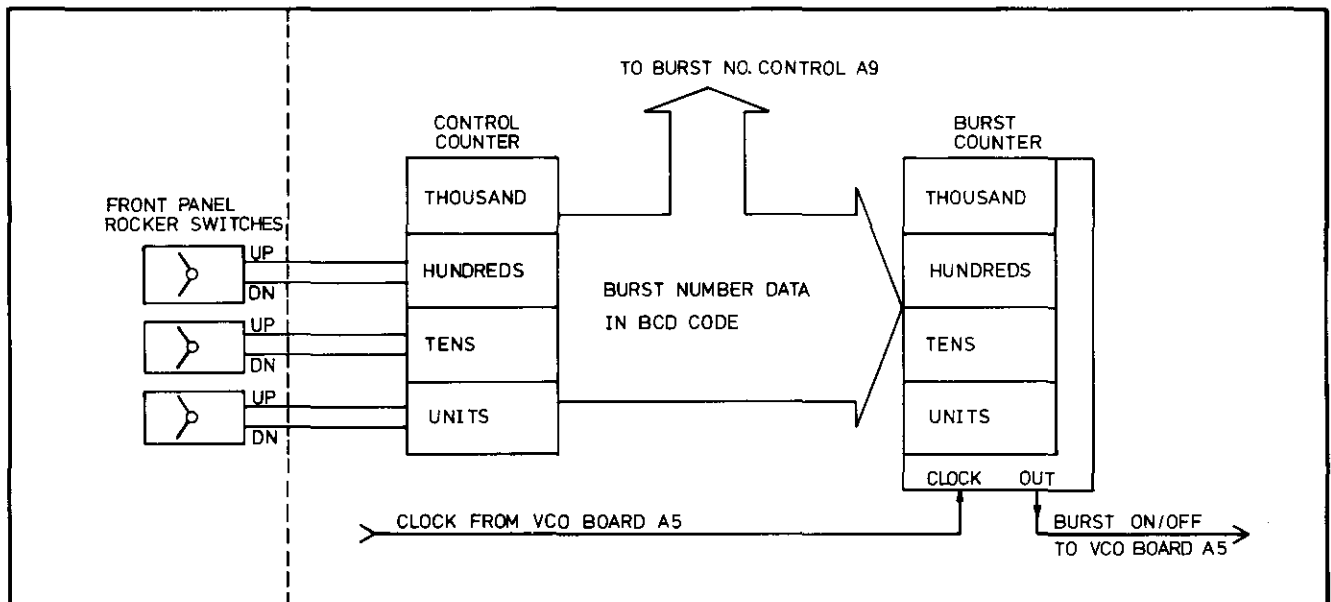 TO BURST NO. CONTROL A9
CONTROL
COUNTER
THOUSAND
HUNDREDS
TENS
UNITS
FRONT PANEL
ROCKER SWITCHES
UP
DN
UP
DN
UP
DN
BURST NUMBER DATA
IN BCD CODE
BURST
COUNTER
THOUSAND
HUNDREDS
TENS
UNITS
CLOCK OUT
CLOCK FROM VCO BOARD A5
BURST ON/OFF
TO VCO BOARD A5